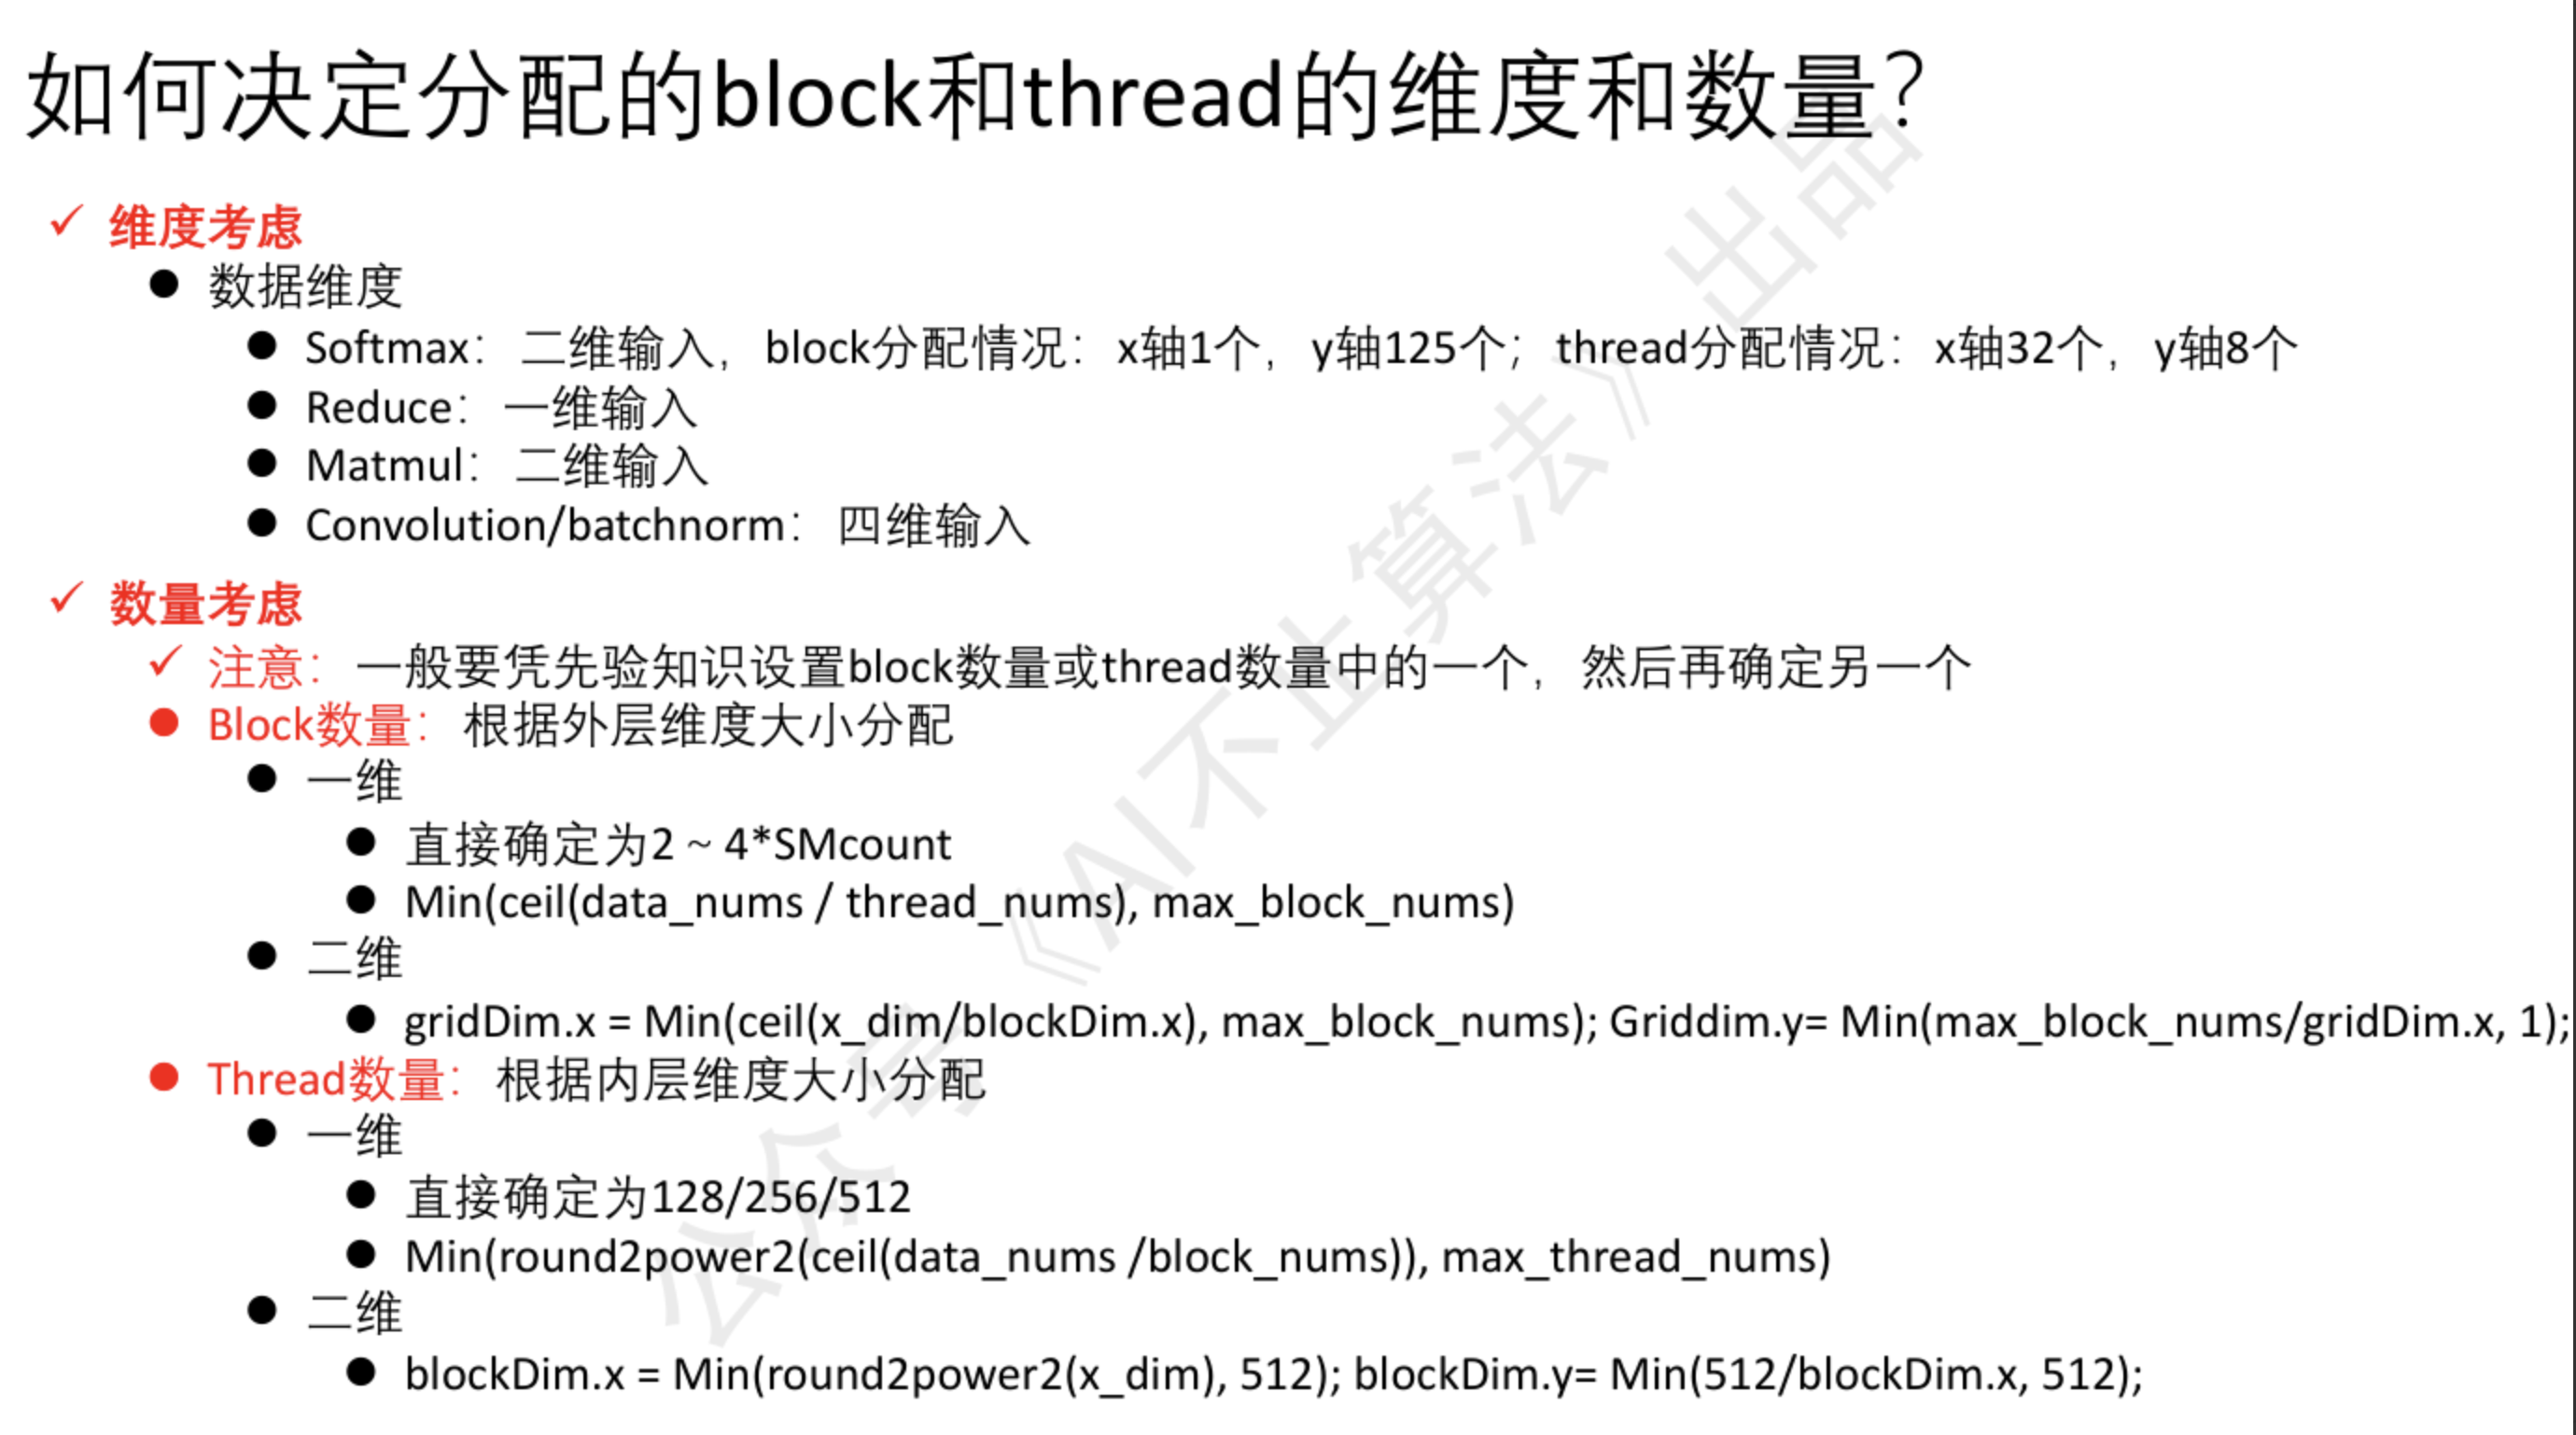 如何决定分配的block和thread的维度和数量？
✓ 维度考虑
● 数据维度
● Softmax： 二维输入，block分配情况：x轴1个，y轴125个；thread分配情况：x轴32个，y轴8个
● Reduce：一维输入
● Matmul：二维输入
● Convolution/batchnorm：四维输入
✓ 数量考虑
✓ 注意：一般要凭先验知识设置block数量或thread数量中的一个，然后再确定另一个
● Block数量：根据外层维度大小分配
● 一维
● 直接确定为2 ~ 4*SMcount
● Min(ceil(data_nums / thread_nums), max_block_nums)
● 二维
● gridDim.x = Min(ceil(x_dim/blockDim.x), max_block_nums); Griddim.y= Min(max_block_nums/gridDim.x, 1);
● Thread数量：根据内层维度大小分配
● 一维
● 直接确定为128/256/512
● Min(round2power2(ceil(data_nums /block_nums)), max_thread_nums)
● 二维
● blockDim.x = Min(round2power2(x_dim), 512); blockDim.y= Min(512/blockDim.x, 512);
公众号《AI不止算法》出品